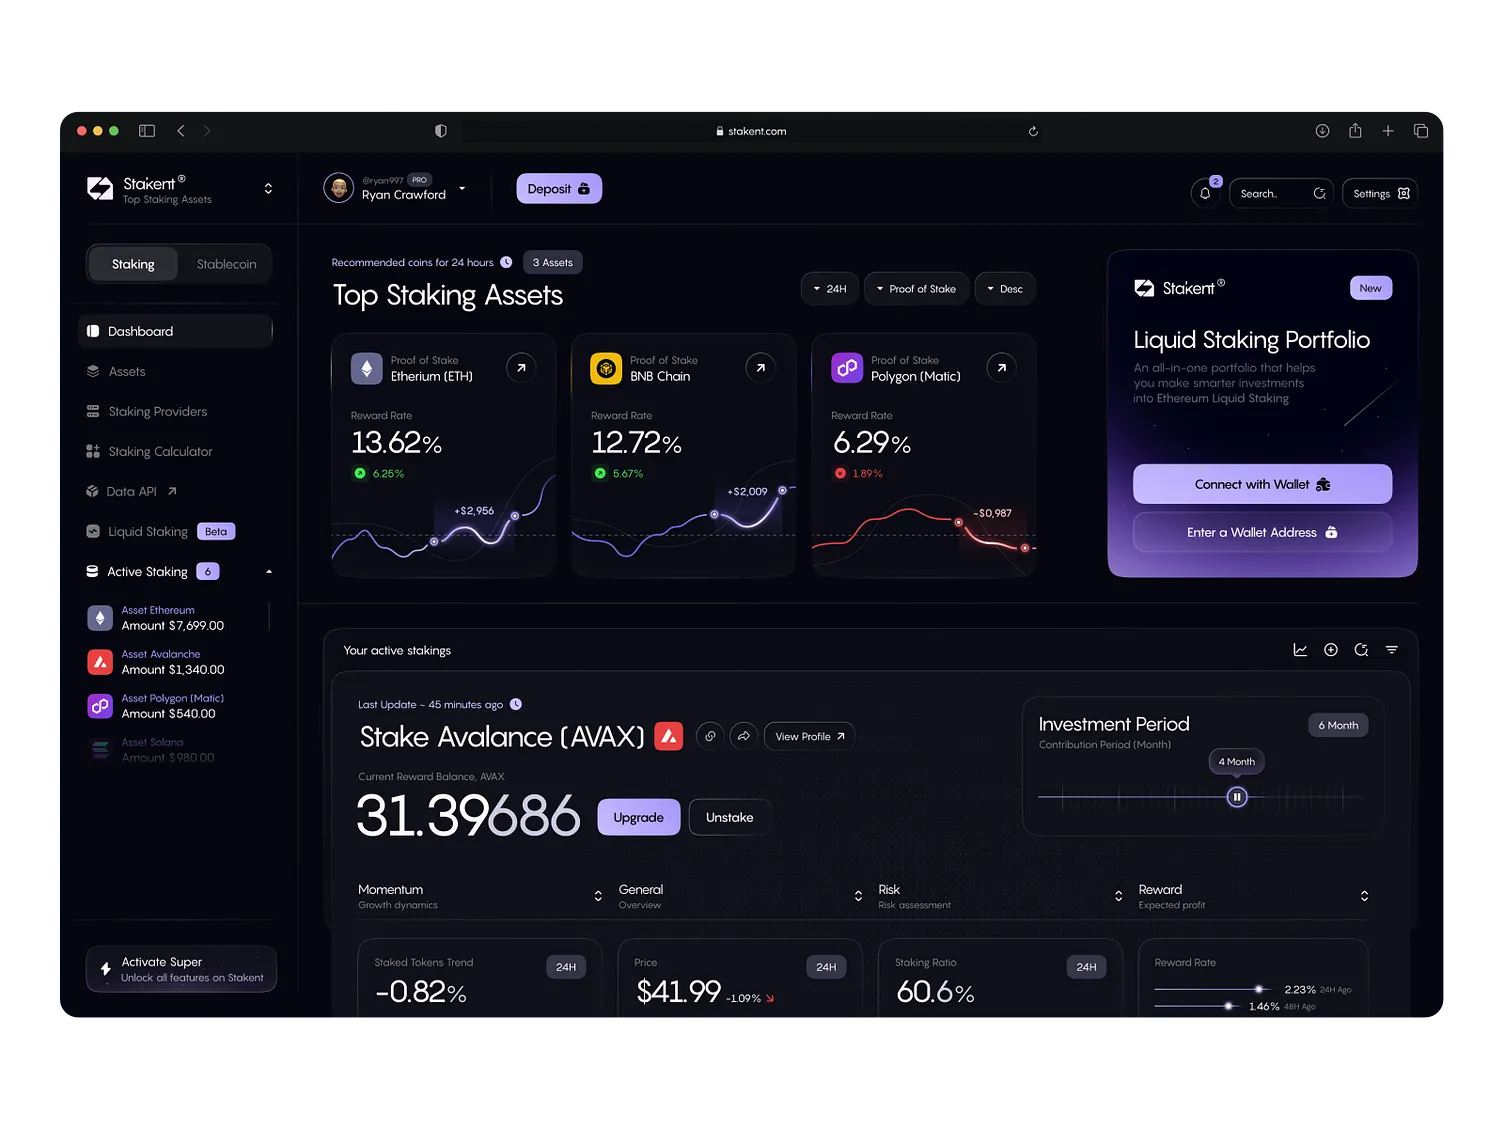 stakent.com
Stakent®
Top Staking Assets
@ryan997 PRO
Ryan Crawford
Deposit
2
Search..
Settings
Staking
Stablecoin
Dashboard
Assets
Staking Providers
Staking Calculator
Data API
Liquid Staking Beta
Active Staking 6
Asset Ethereum
Amount $7,699.00
Asset Avalanche
Amount $1,340.00
Asset Polygon (Matic)
Amount $540.00
Asset Solana
Amount $980.00
Activate Super
Unlock all features on Stakent
Recommended coins for 24 hours
3 Assets
Top Staking Assets
24H
Proof of Stake
Desc
Proof of Stake
Etherium (ETH)
Reward Rate
13.62%
6.25%
+$2,956
Proof of Stake
BNB Chain
Reward Rate
12.72%
5.67%
+$2,009
Proof of Stake
Polygon (Matic)
Reward Rate
6.29%
1.89%
-$0,987
Stakent®
New
Liquid Staking Portfolio
An all-in-one portfolio that helps
you make smarter investments
into Ethereum Liquid Staking
Connect with Wallet
Enter a Wallet Address
Your active stakings
Last Update ~ 45 minutes ago
Stake Avalance (AVAX)
View Profile
Current Reward Balance, AVAX
31.39686
Upgrade
Unstake
Investment Period
Contribution Period (Month)
6 Month
4 Month
Momentum
Growth dynamics
General
Overview
Risk
Risk assessment
Reward
Expected profit
Staked Tokens Trend
24H
-0.82%
Price
24H
$41.99 -1.09%
Staking Ratio
24H
60.6%
Reward Rate
2.23% 24H Ago
1.46% 48H Ago